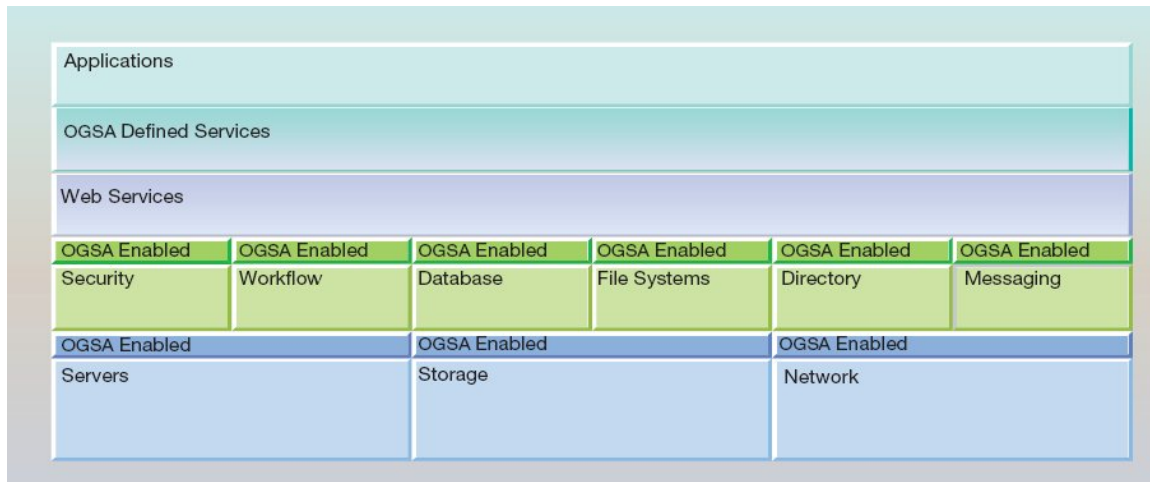 Applications
OGSA Defined Services
Web Services
OGSA Enabled OGSA Enabled OGSA Enabled OGSA Enabled OGSA Enabled OGSA Enabled
Security Workflow Database File Systems Directory Messaging
OGSA Enabled OGSA Enabled OGSA Enabled
Servers Storage Network